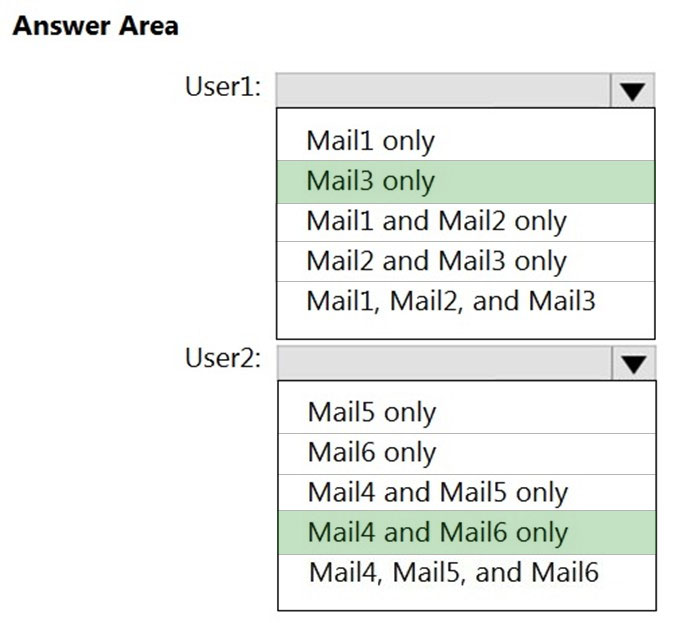 Answer Area
User1:
Mail1 only
Mail3 only
Mail1 and Mail2 only
Mail2 and Mail3 only
Mail1, Mail2, and Mail3
User2:
Mail5 only
Mail6 only
Mail4 and Mail5 only
Mail4 and Mail6 only
Mail4, Mail5, and Mail6